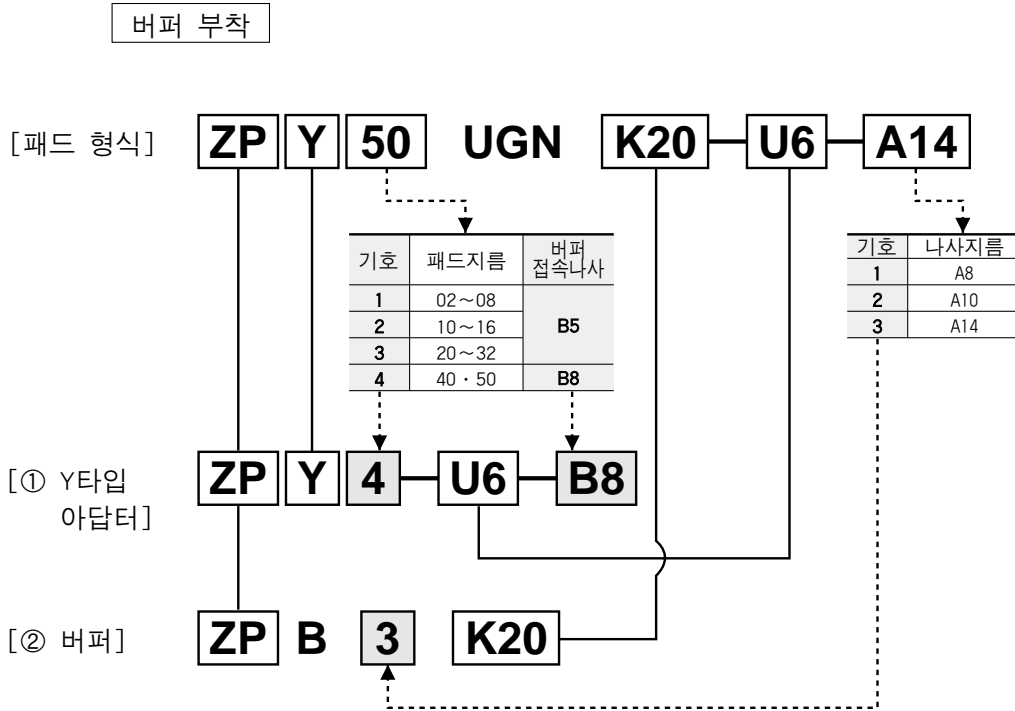 버퍼 부착
[패드 형식] ZP Y 50 UGN K20 U6 A14
기호 패드지름 버퍼 접속나사
1 02~08 B5
2 10~16
3 20~32
4 40 · 50 B8
기호 나사지름
1 A8
2 A10
3 A14
[① Y타입
아답터]
ZP Y 4 U6 B8
[② 버퍼] ZP B 3 K20